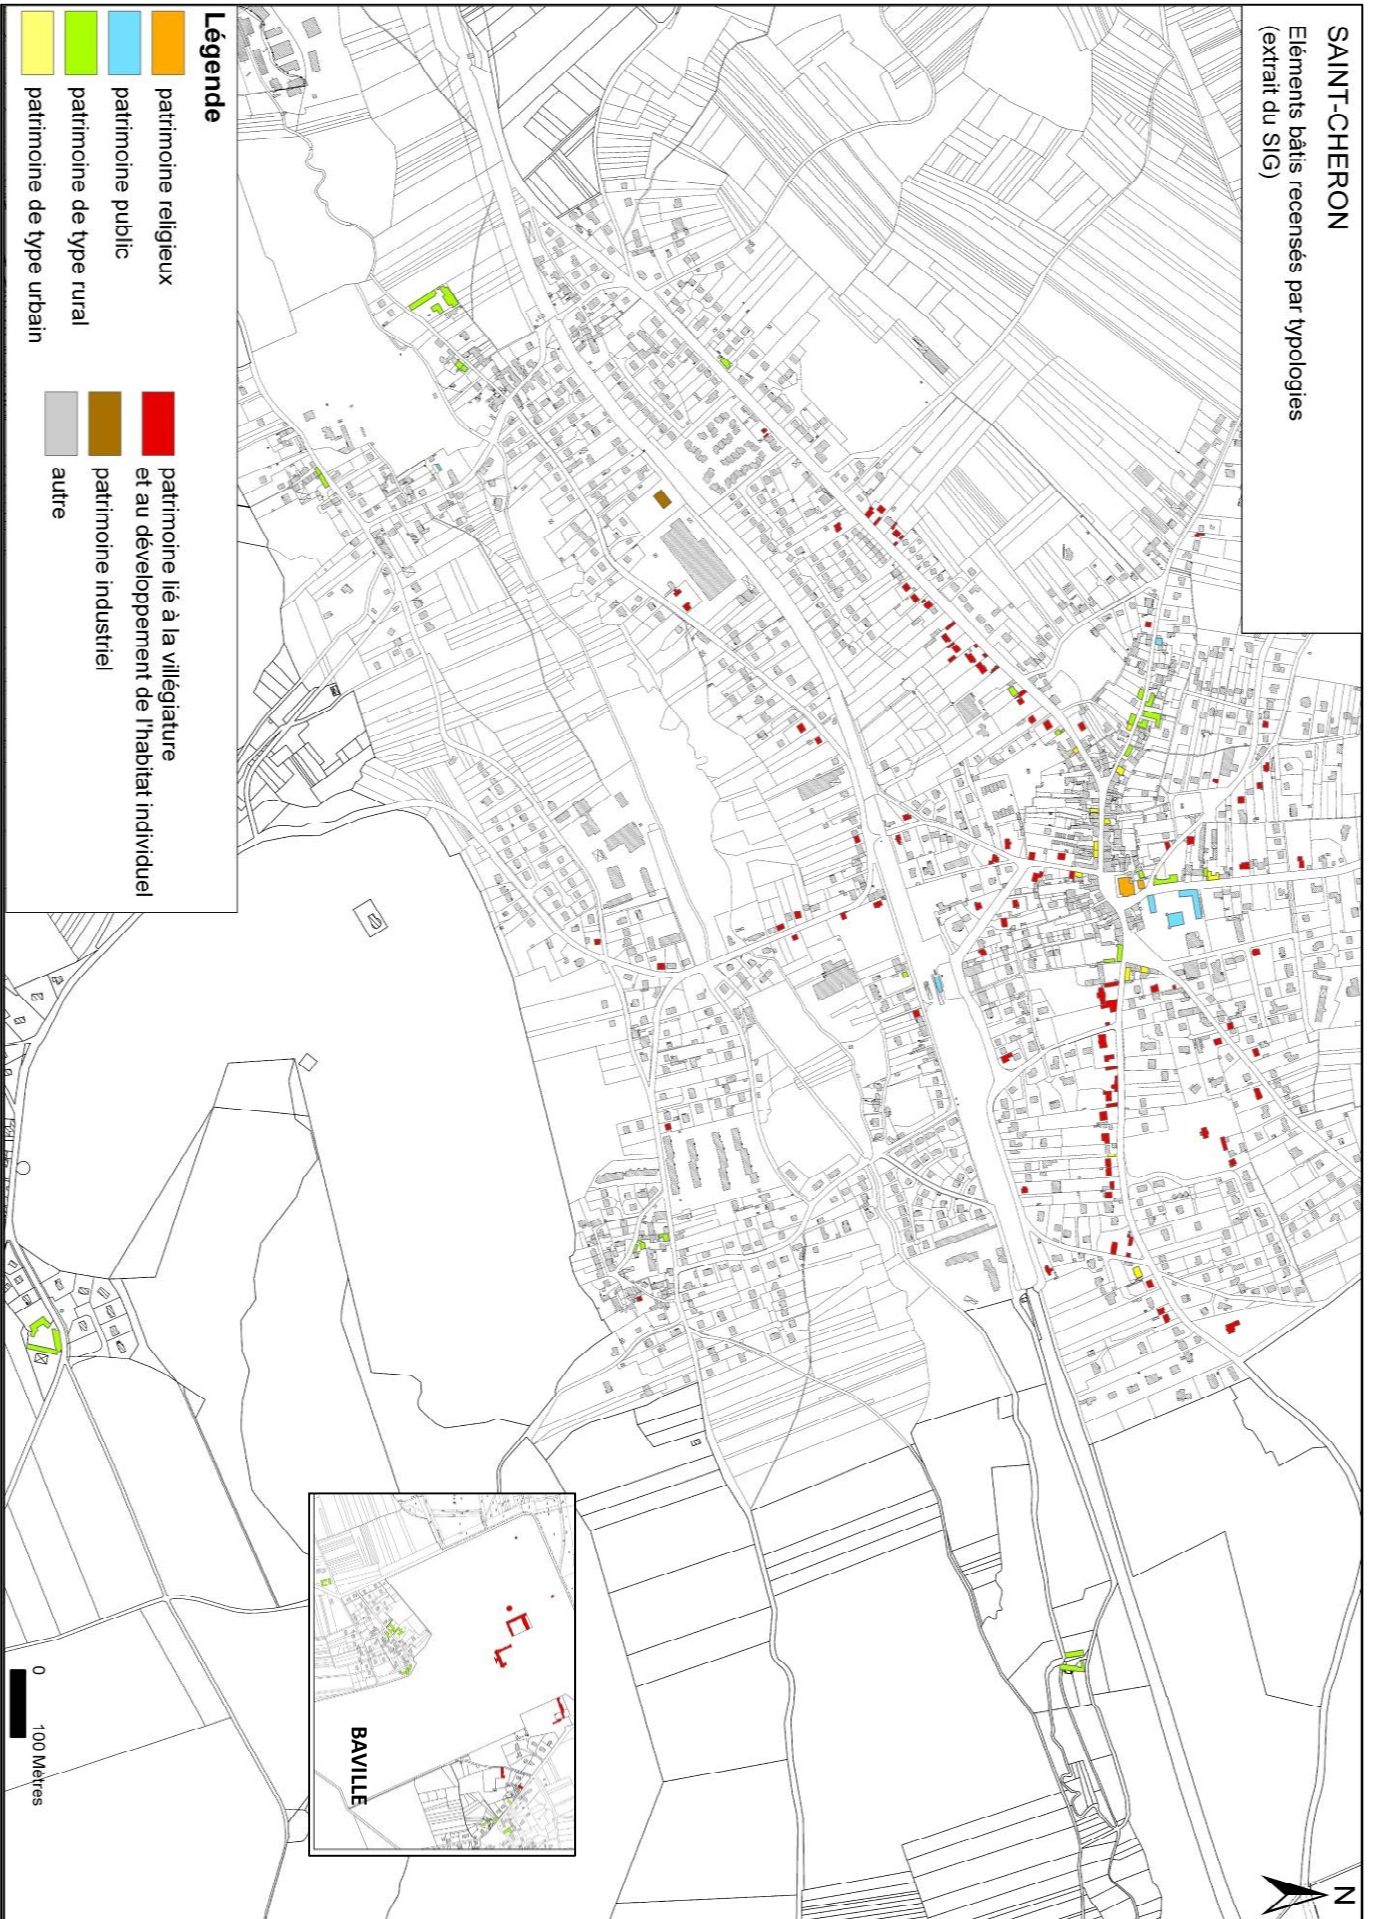 SAINT-CHERON
Eléments bâtis recensés par typologies
(extrait du SIG)
N
Légende
patrimoine religieux
patrimoine public
patrimoine de type rural
patrimoine de type urbain
patrimoine lié à la villégiature
et au développement de l'habitat individuel
patrimoine industriel
autre
BAVILLE
0 100 Mètres